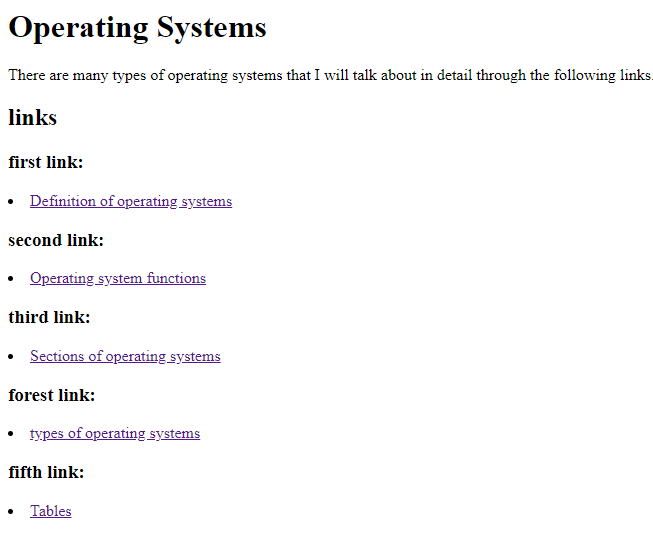 Operating Systems
There are many types of operating systems that I will talk about in detail through the following links.
links
first link:
Definition of operating systems
second link:
Operating system functions
third link:
Sections of operating systems
forest link:
types of operating systems
fifth link:
Tables